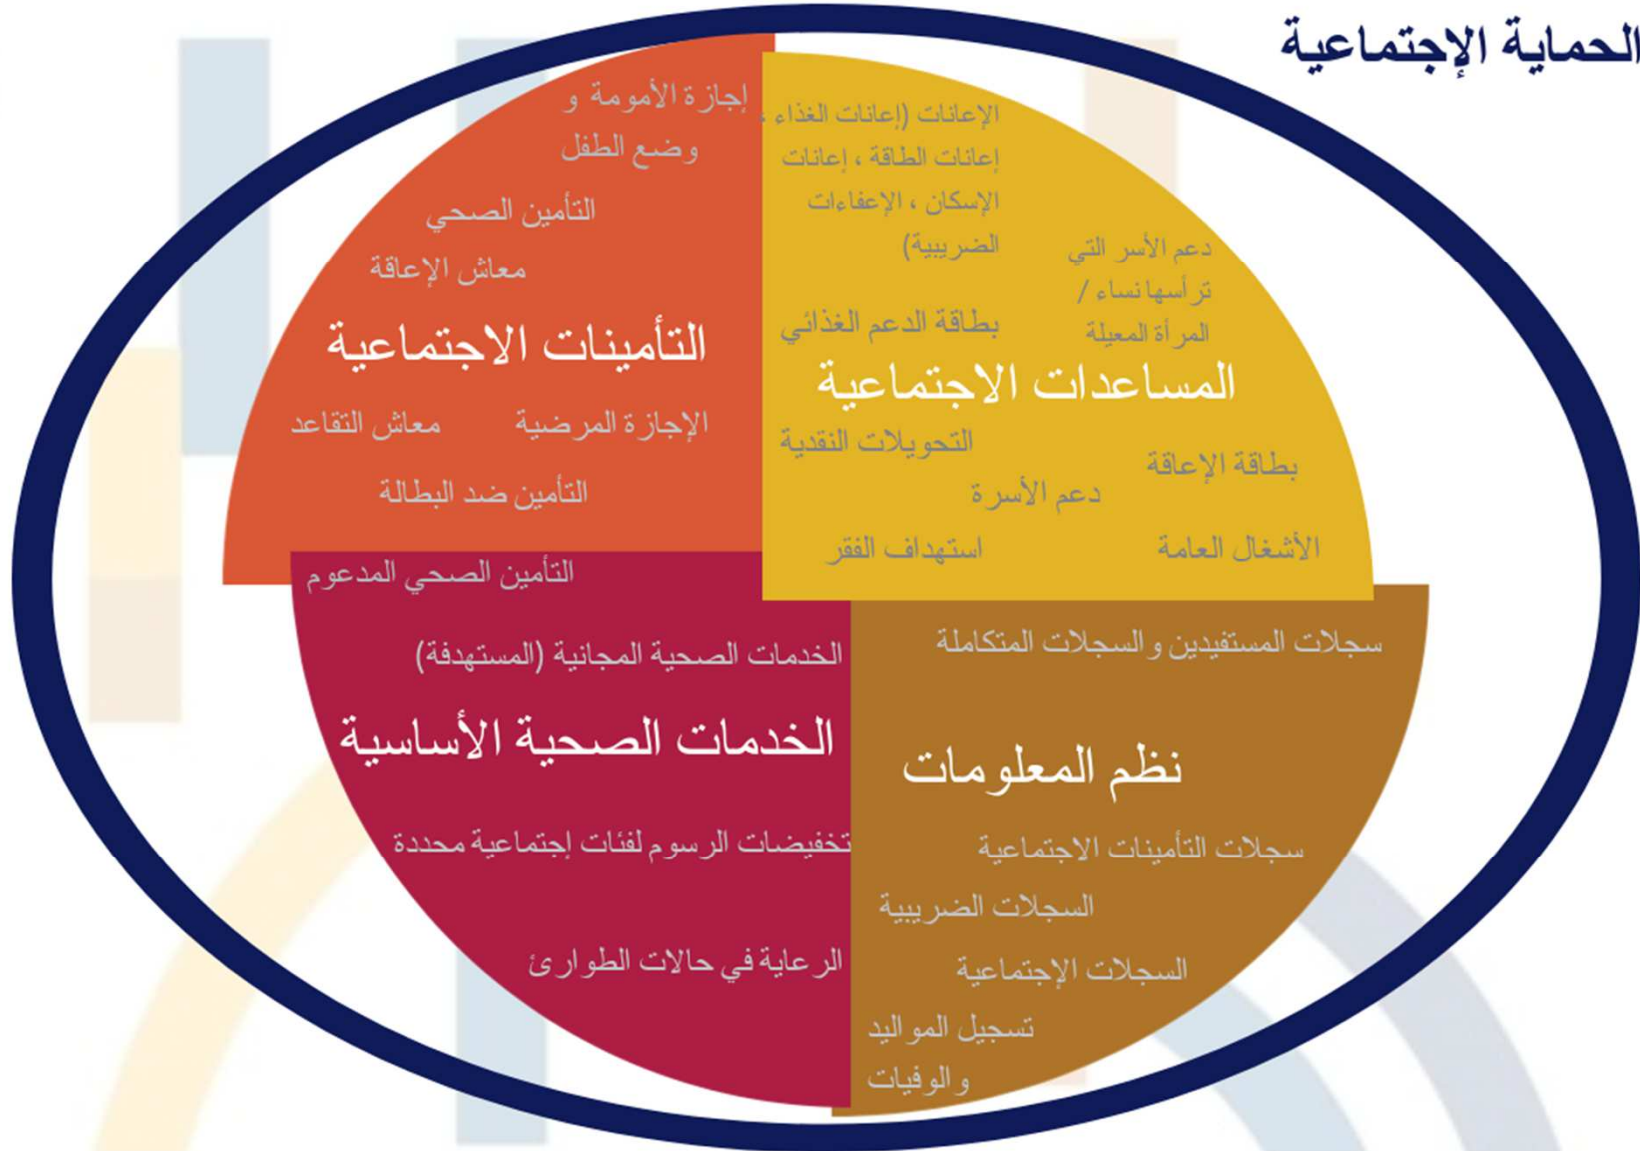 الحماية الإجتماعية
الإعانات (إعانات الغذاء ،
إعانات الطاقة ، إعانات
الإسكان ، الإعفاءات
الضريبية)
دعم الأسر التي
ترأسها نساء /
المرأة المعيلة
بطاقة الدعم الغذائي
المساعدات الاجتماعية
التحويلات النقدية
بطاقة الإعاقة
دعم الأسرة
الأشغال العامة
استهداف الفقر
إجازة الأمومة و
وضع الطفل
التأمين الصحي
معاش الإعاقة
التأمينات الاجتماعية
الإجازة المرضية
معاش التقاعد
التأمين ضد البطالة
سجلات المستفيدين والسجلات المتكاملة
نظم المعلومات
سجلات التأمينات الاجتماعية
السجلات الضريبية
السجلات الإجتماعية
تسجيل المواليد
والوفيات
التأمين الصحي المدعوم
الخدمات الصحية المجانية (المستهدفة)
الخدمات الصحية الأساسية
تخفيضات الرسوم لفئات إجتماعية محددة
الرعاية في حالات الطوارئ